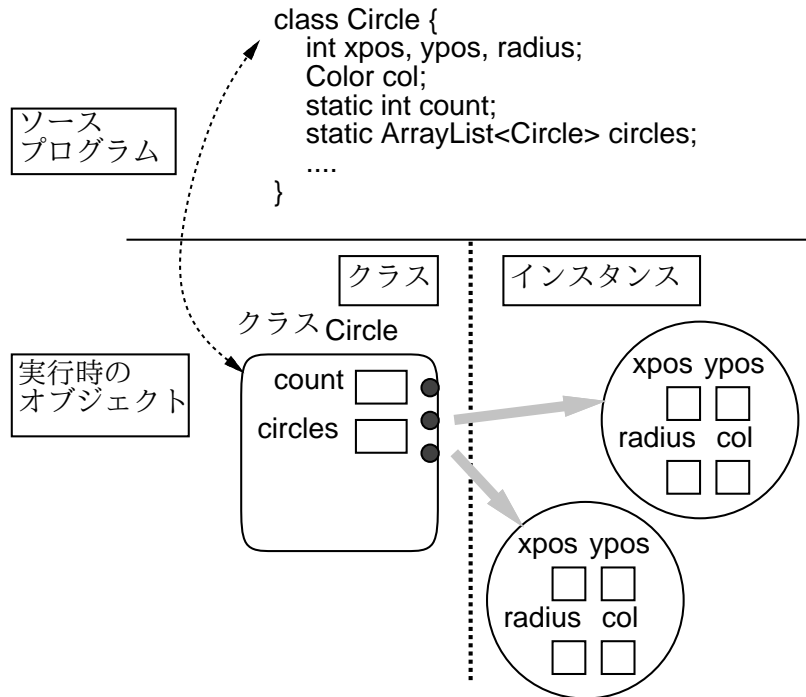 class Circle {
int xpos, ypos, radius;
Color col;
static int count;
static ArrayList<Circle> circles;
....
}
ソース
プログラム
クラス
インスタンス
クラス Circle
実行時の
オブジェクト
count
circles
xpos ypos
radius col
xpos ypos
radius col